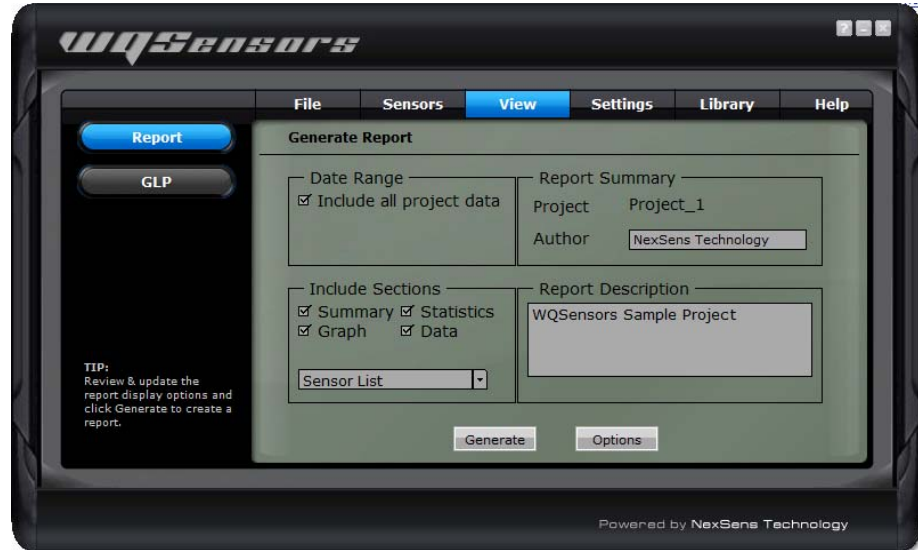 WQSensors
? - ×
File Sensors View Settings Library Help
Report
GLP
TIP:
Review & update the
report display options and
click Generate to create a
report.
Generate Report
Date Range
Include all project data
Report Summary
Project Project_1
Author NexSens Technology
Include Sections
Summary Statistics
Graph Data
Sensor List
Report Description
WQSensors Sample Project
Generate Options
Powered by NexSens Technology